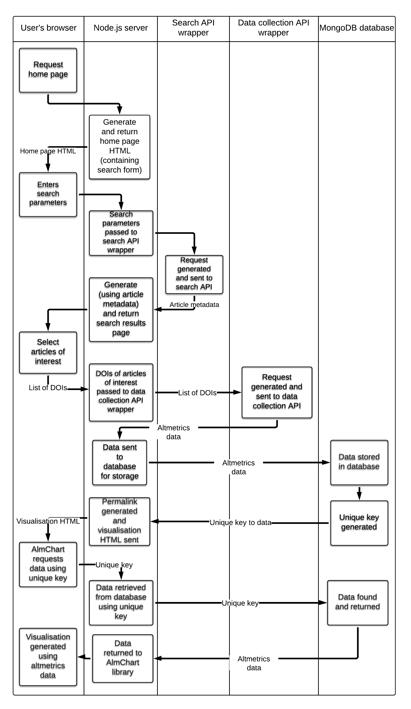 User's browser
Node.js server
Search API
wrapper
Data collection API
wrapper
MongoDB database
Request
home page
Generate
and return
home page
HTML
(containing
search form)
Home page HTML
Enters
search
parameters
Search
parameters
passed to
search API
wrapper
Request
generated
and sent to
search API
Article metadata
Generate
(using article
metadata)
and return
search results
page
Select
articles of
interest
List of DOIs
DOIs of articles
of interest
passed to data
collection API
wrapper
List of DOIs
Request
generated and
sent to data
collection API
Altmetrics
data
Data sent
to
database
for storage
Altmetrics
data
Data stored
in database
Unique key
generated
Unique key to data
Permalink
generated
and
visualisation
HTML sent
Visualisation HTML
AlmChart
requests
data using
unique key
Unique key
Data retrieved
from database
using unique
key
Unique key
Data found
and returned
Altmetrics
data
Data
returned to
AlmChart
library
Visualisation
generated
using
altmetrics
data